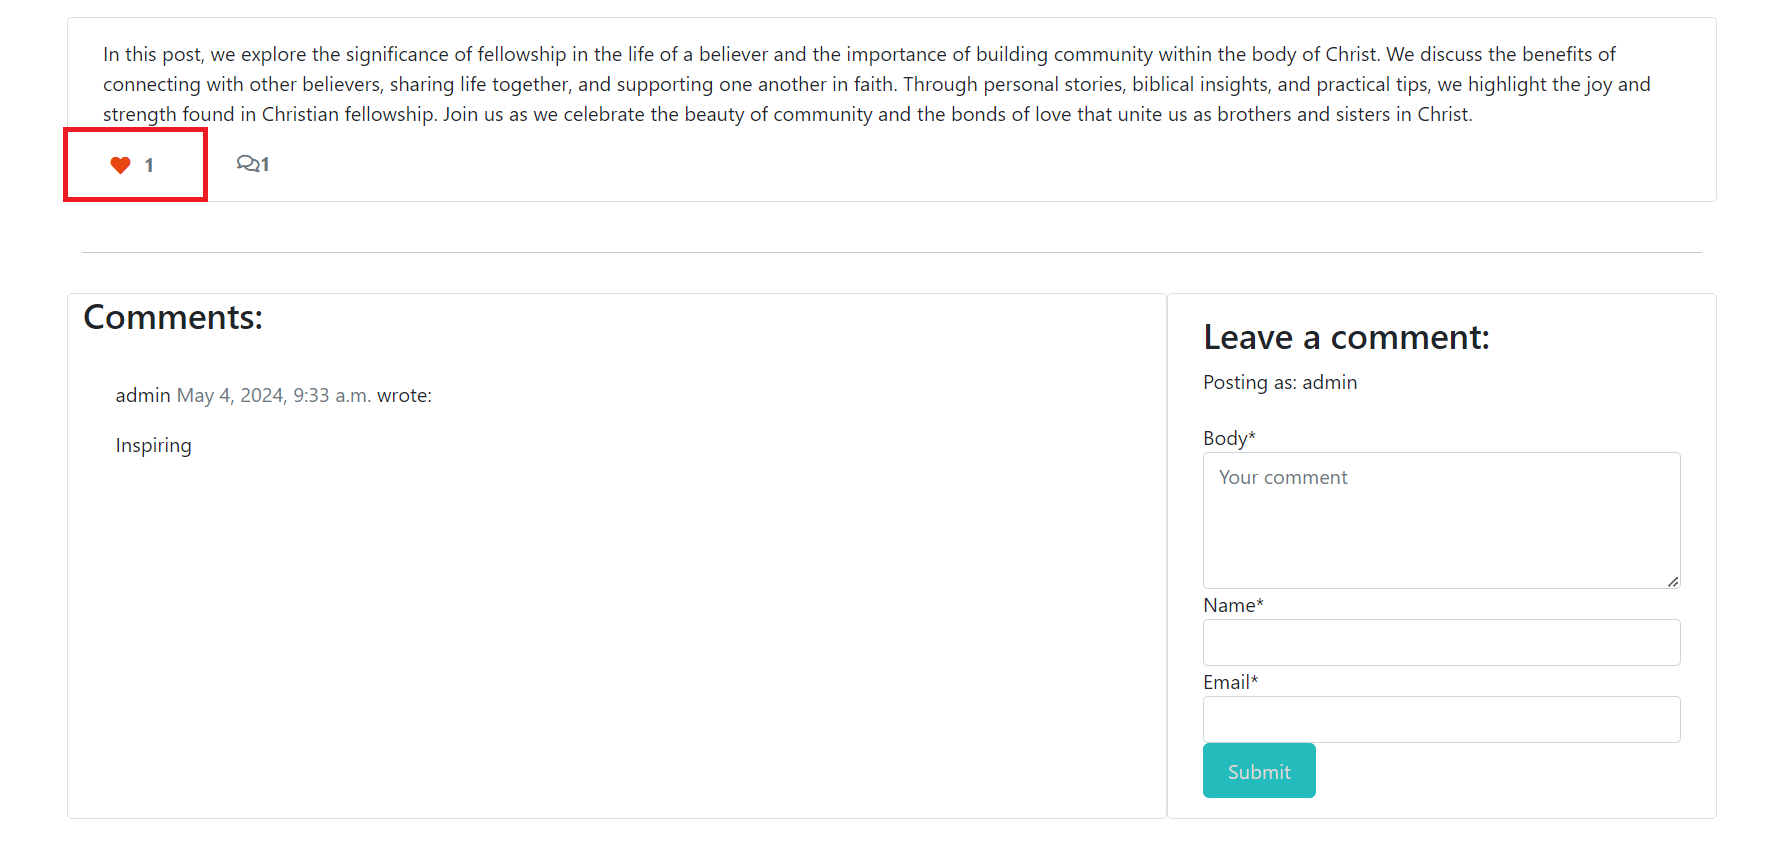 In this post, we explore the significance of fellowship in the life of a believer and the importance of building community within the body of Christ. We discuss the benefits of
connecting with other believers, sharing life together, and supporting one another in faith. Through personal stories, biblical insights, and practical tips, we highlight the joy and
strength found in Christian fellowship. Join us as we celebrate the beauty of community and the bonds of love that unite us as brothers and sisters in Christ.
1 1
Comments:
admin May 4, 2024, 9:33 a.m. wrote:
Inspiring
Leave a comment:
Posting as: admin
Body*
Your comment
Name*
Email*
Submit